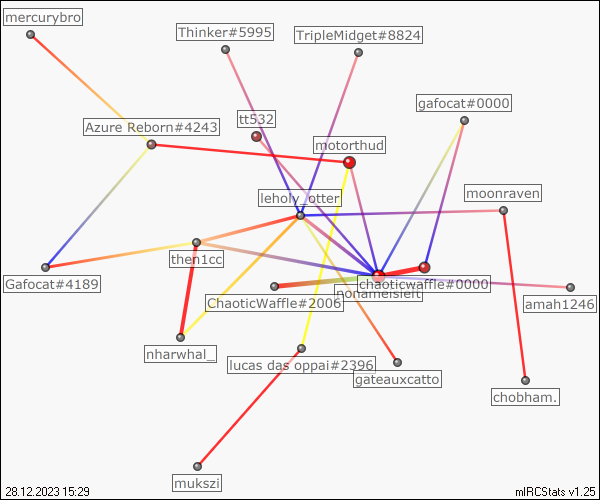 mercurybro
Thinker#5995
TripleMidget#8824
gafocat#0000
tt532
Azure Reborn#4243
motorthud
leholy_otter
moonraven
then1cc
Gafocat#4189
chaoticwaffle#0000
nonameisleft
ChaoticWaffle#2006
amah1246
nharwhal_
lucas das oppai#2396
gateauxcatto
chobham.
mukszi
28.12.2023 15:29
mIRCStats v1.25